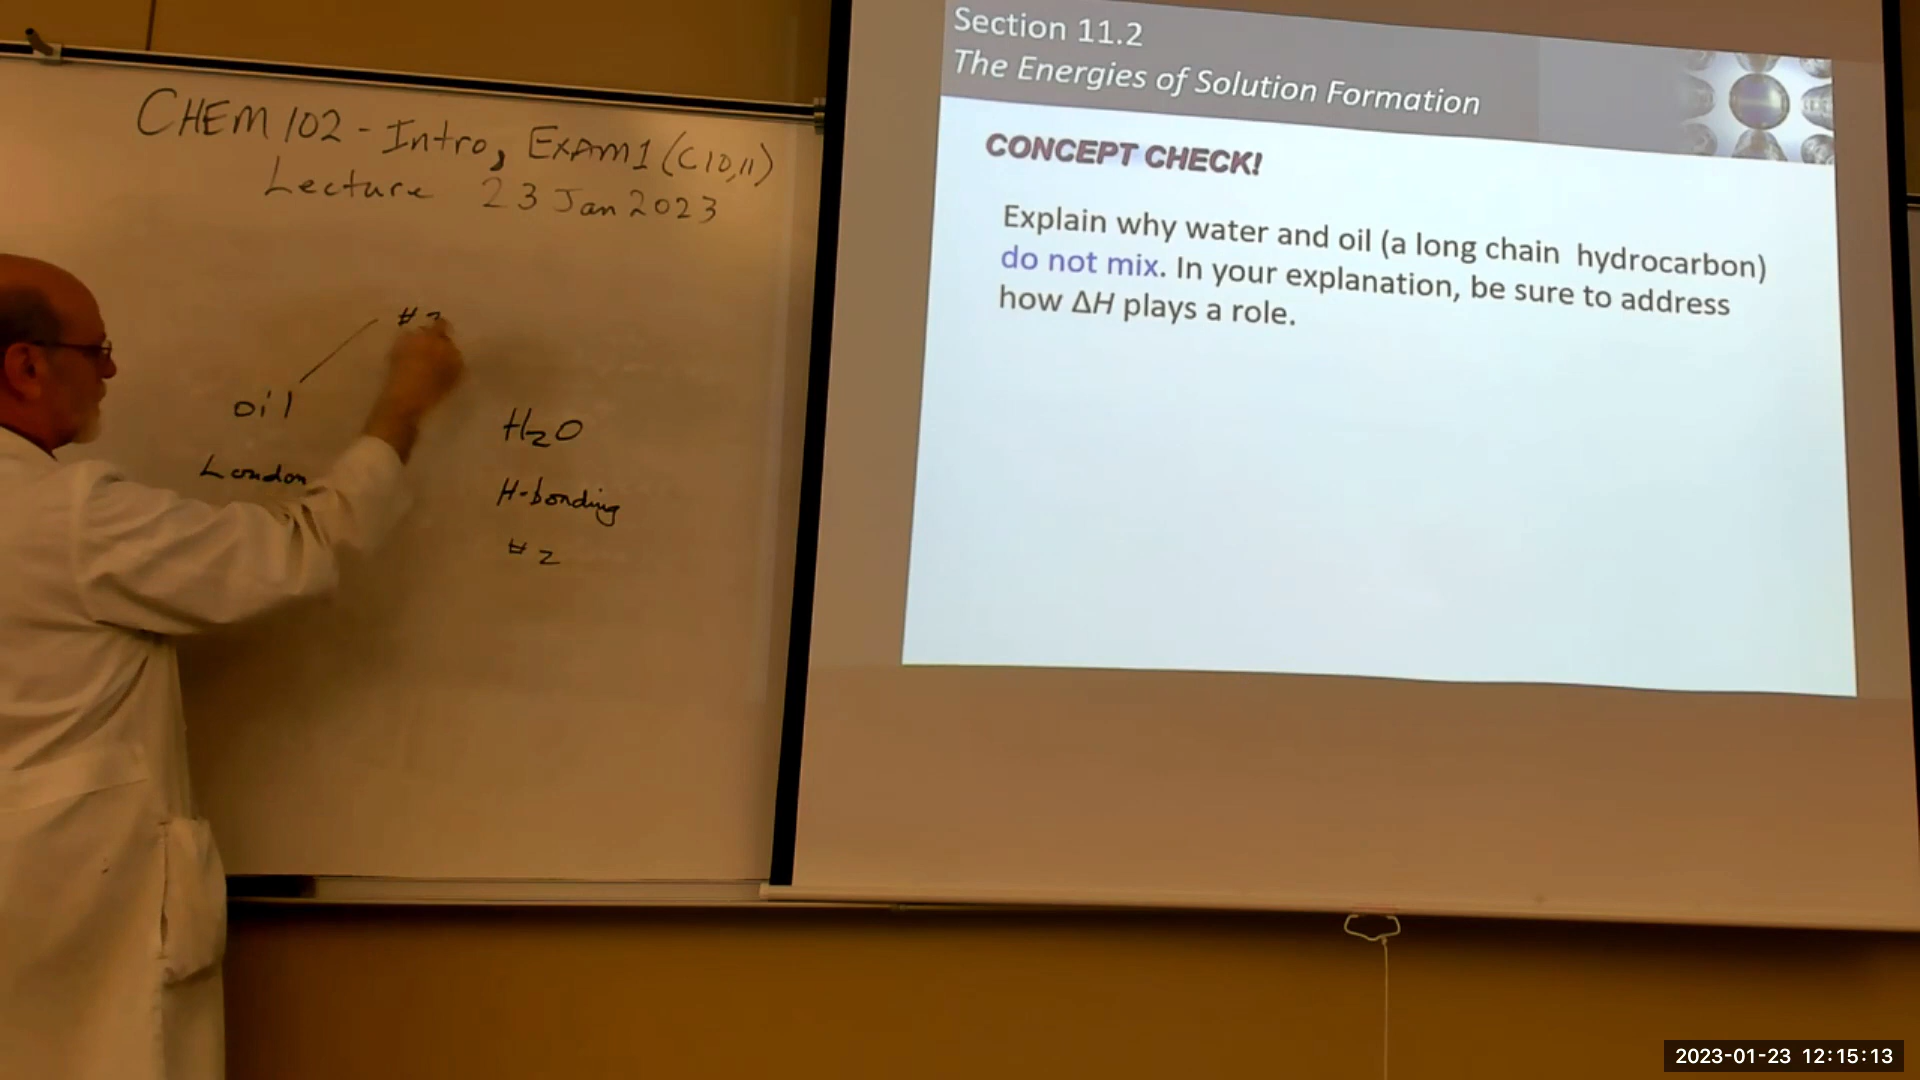 CHEM 102 - Intro, EXAM 1 (C10,11)
Lecture 23 Jan 2023
#
oil
H2O
London
H-bonding
# 2
Section 11.2
The Energies of Solution Formation
CONCEPT CHECK!
Explain why water and oil (a long chain hydrocarbon)
do not mix. In your explanation, be sure to address
how ΔH plays a role.
2023-01-23 12:15:13